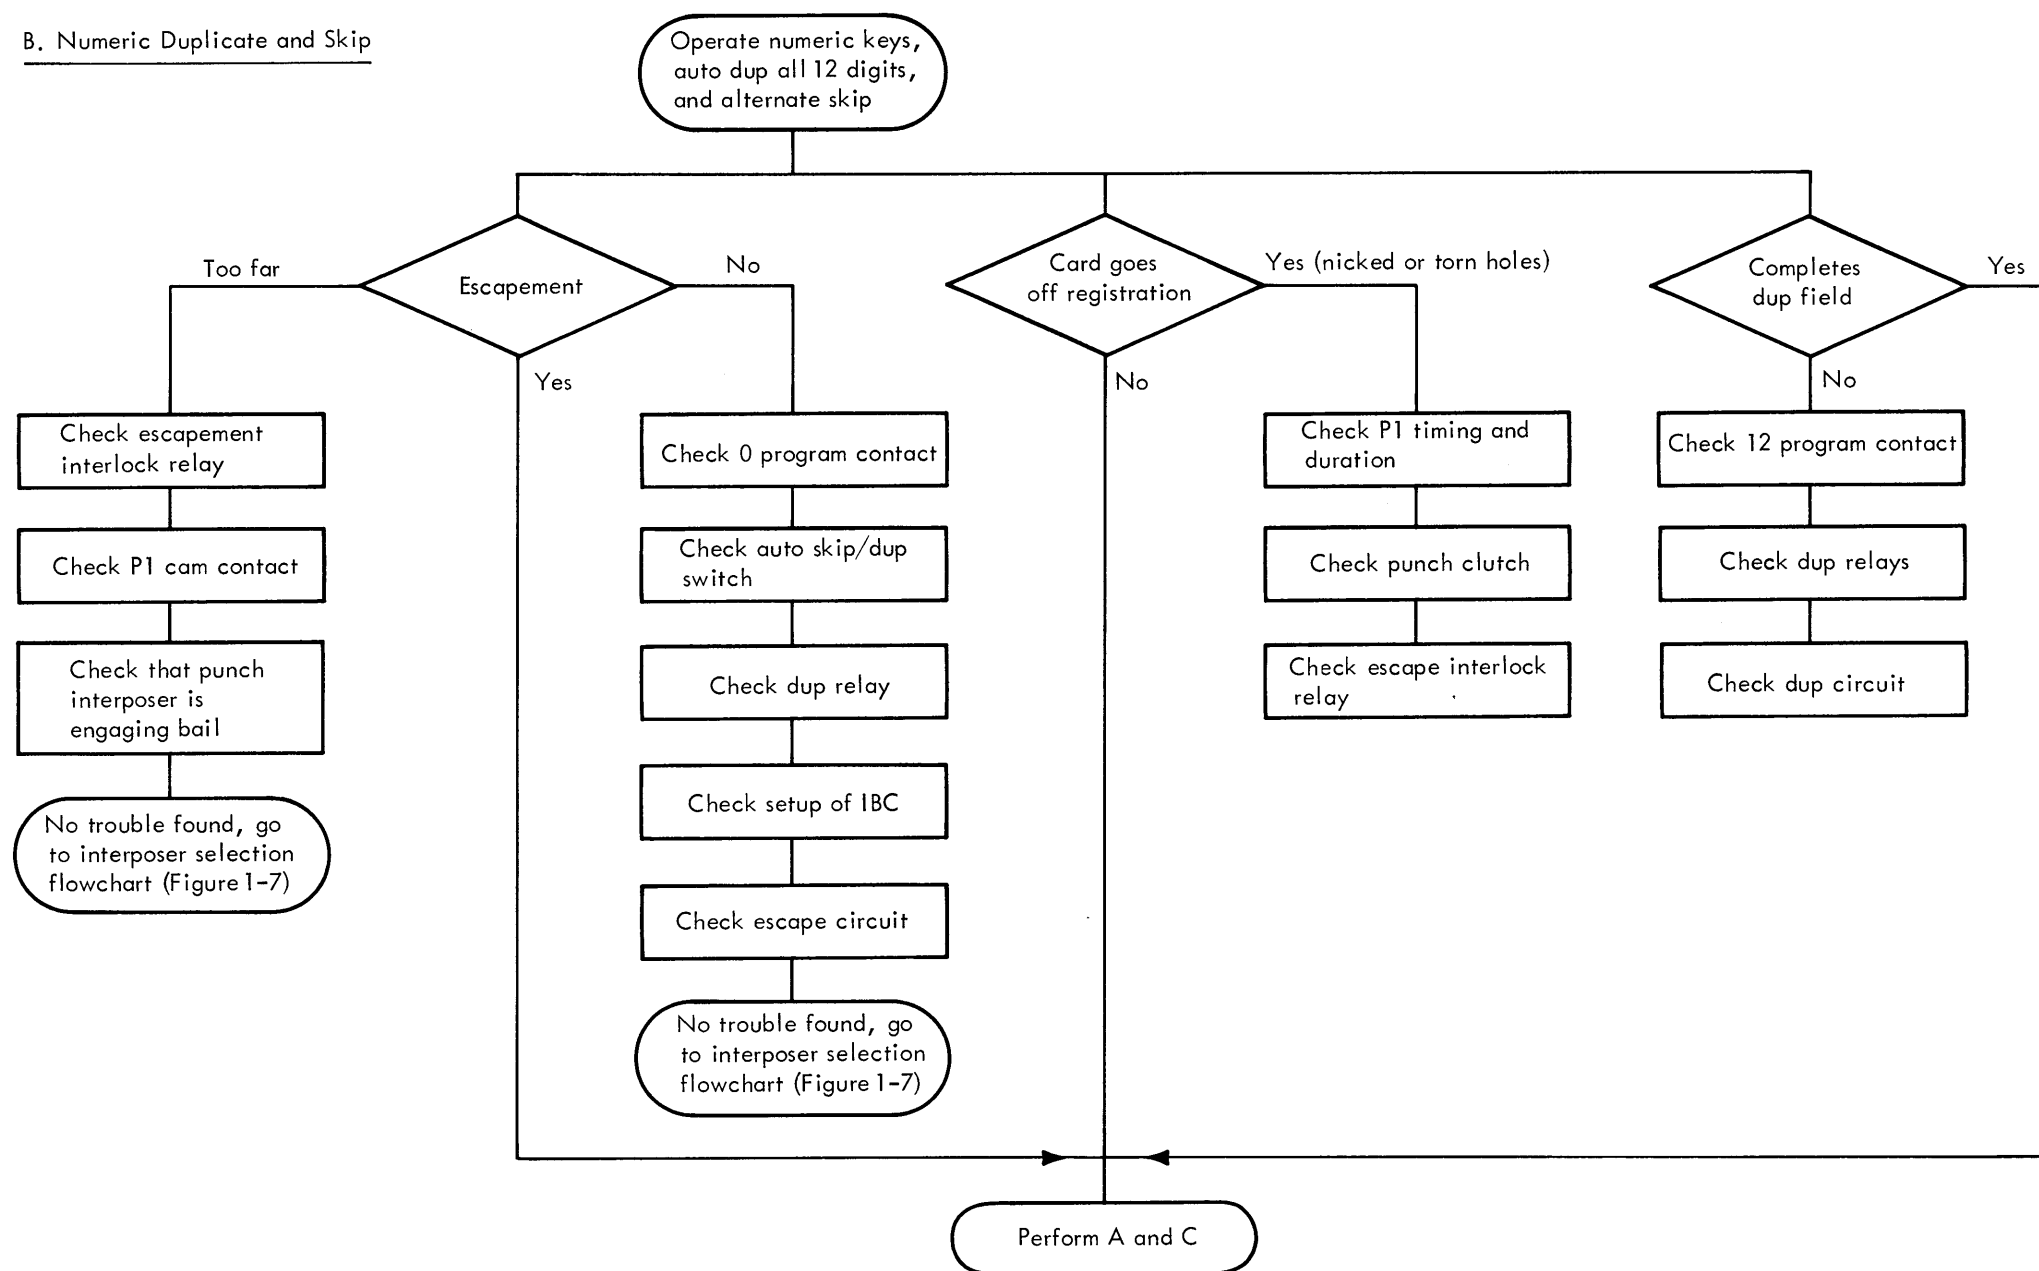 B. Numeric Duplicate and Skip
Operate numeric keys,
auto dup all 12 digits,
and alternate skip
Too far
Escapement
No
Yes
Card goes
off registration
Yes (nicked or torn holes)
No
Completes
dup field
Yes
No
Check escapement
interlock relay
Check P1 cam contact
Check that punch
interposer is
engaging bail
No trouble found, go
to interposer selection
flowchart (Figure 1-7)
Check 0 program contact
Check auto skip/dup
switch
Check dup relay
Check setup of IBC
Check escape circuit
No trouble found, go
to interposer selection
flowchart (Figure 1-7)
Check P1 timing and
duration
Check punch clutch
Check escape interlock
relay
Check 12 program contact
Check dup relays
Check dup circuit
Perform A and C